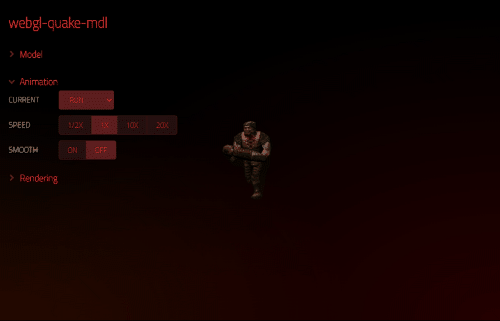 webgl-quake-mdl
Model
Animation
CURRENT RUN
SPEED 1/2X 1X 10X 20X
SMOOTH ON OFF
Rendering